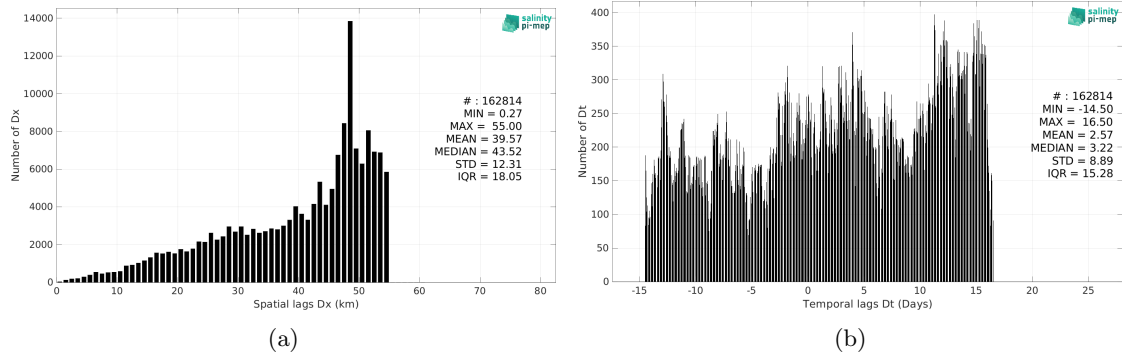 14000
12000
10000
8000
6000
4000
2000
0
0 10 20 30 40 50 60 70 80
Number of Dx
Spatial lags Dx (km)
salinity
pi-mep
# : 162814
MIN = 0.27
MAX = 55.00
MEAN = 39.57
MEDIAN = 43.52
STD = 12.31
IQR = 18.05
(a)
400
350
300
250
200
150
100
50
0
-15 -10 -5 0 5 10 15 20 25
Number of Dt
Temporal lags Dt (Days)
salinity
pi-mep
# : 162814
MIN = -14.50
MAX = 16.50
MEAN = 2.57
MEDIAN = 3.22
STD = 8.89
IQR = 15.28
(b)